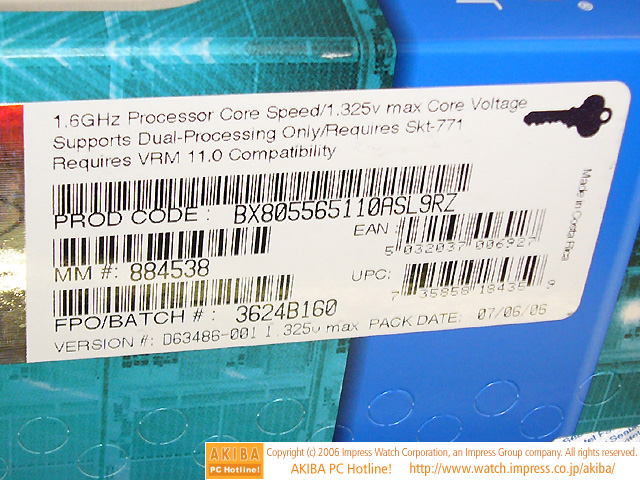 1.6GHz Processor Core Speed/1.325v max Core Voltage
Supports Dual-Processing Only/Requires Skt-771
Requires VRM 11.0 Compatibility
PROD CODE: BX805565110ASL9RZ
EAN: 5 032037 006927
MM #: 884538
UPC: 7 35858 18435 9
FPO/BATCH #: 3624B160
VERSION #: D63486-001 1.325v max PACK DATE: 07/06/06
Made in Costa Rica
AKIBA
PC Hotline!
Copyright (c) 2006 Impress Watch Corporation, an Impress Group company. All rights reserved.
AKIBA PC Hotline! http://www.watch.impress.co.jp/akiba/